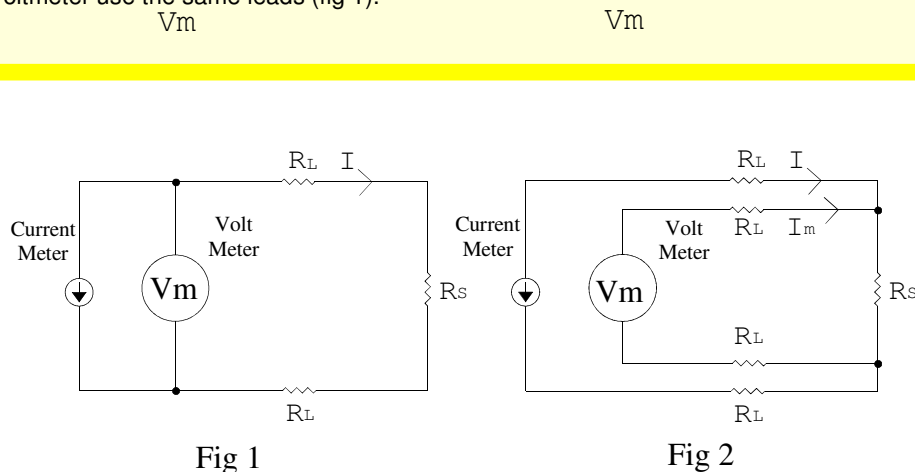 oltmeter use the same leads (fig 1).
Vm
Vm
RL I
Current Meter
Volt Meter
Vm
Rs
RL
Fig 1
RL I
RL Im
Current Meter
Volt Meter
Vm
Rs
RL
RL
Fig 2